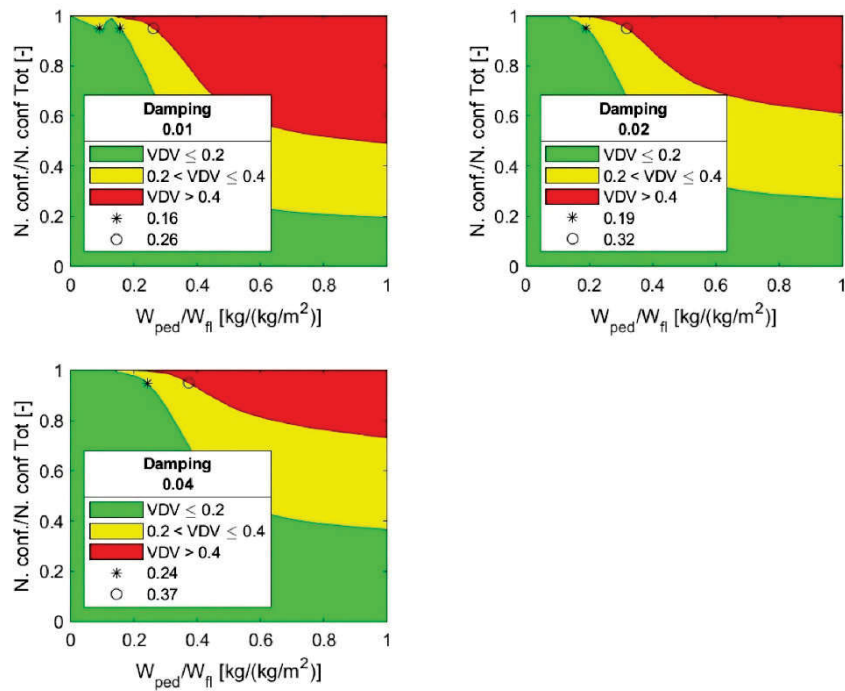 1
0.8
0.6
0.4
0.2
0
N. conf./N. conf Tot [-]
Damping
0.01
VDV ≤ 0.2
0.2 < VDV ≤ 0.4
VDV > 0.4
0.16
0.26
0 0.2 0.4 0.6 0.8 1
W_ped/W_fl [kg/(kg/m²)]
1
0.8
0.6
0.4
0.2
0
N. conf./N. conf Tot [-]
Damping
0.02
VDV ≤ 0.2
0.2 < VDV ≤ 0.4
VDV > 0.4
0.19
0.32
0 0.2 0.4 0.6 0.8 1
W_ped/W_fl [kg/(kg/m²)]
1
0.8
0.6
0.4
0.2
0
N. conf./N. conf Tot [-]
Damping
0.04
VDV ≤ 0.2
0.2 < VDV ≤ 0.4
VDV > 0.4
0.24
0.37
0 0.2 0.4 0.6 0.8 1
W_ped/W_fl [kg/(kg/m²)]